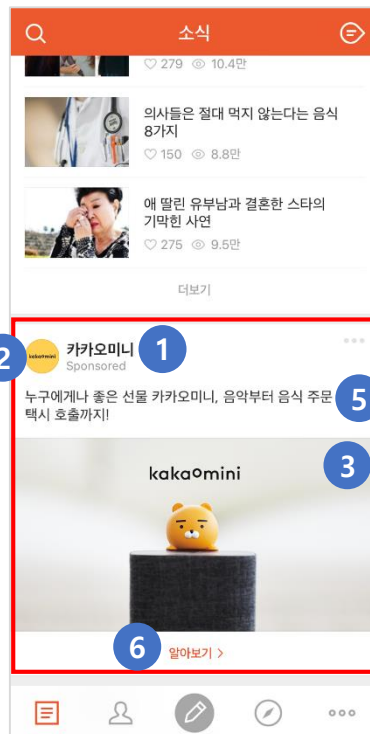 소식
279 10.4만
의사들은 절대 먹지 않는다는 음식
8가지
150 8.8만
애 딸린 유부남과 결혼한 스타의
기막힌 사연
275 9.5만
더보기
2
kakaomini
카카오미니
1
Sponsored
누구에게나 좋은 선물 카카오미니, 음악부터 음식 주문
5
택시 호출까지!
kakaomini
3
6
알아보기 >